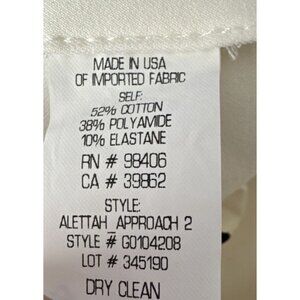 MADE IN USA
OF IMPORTED FABRIC
SELF:
52% COTTON
38% POLYAMIDE
10% ELASTANE
RN # 98406
CA # 39862
STYLE:
ALETTAH_APPROACH 2
STYLE # G0104208
LOT # 345190
DRY CLEAN